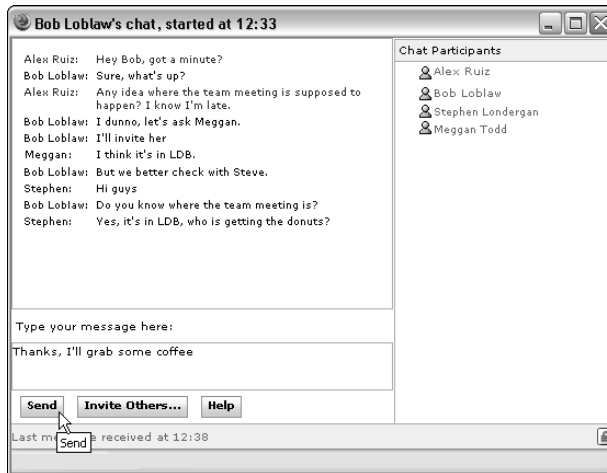 Bob Loblaw's chat, started at 12:33
Chat Participants
Alex Ruiz: Hey Bob, got a minute?
Bob Loblaw: Sure, what's up?
Alex Ruiz: Any idea where the team meeting is supposed to
happen? I know I'm late.
Bob Loblaw: I dunno, let's ask Meggan.
Bob Loblaw: I'll invite her
Meggan: I think it's in LDB.
Bob Loblaw: But we better check with Steve.
Stephen: Hi guys
Bob Loblaw: Do you know where the team meeting is?
Stephen: Yes, it's in LDB, who is getting the donuts?
Alex Ruiz
Bob Loblaw
Stephen Londergan
Meggan Todd
Type your message here:
Thanks, I'll grab some coffee
Send Invite Others... Help
Last me e received at 12:38
Send